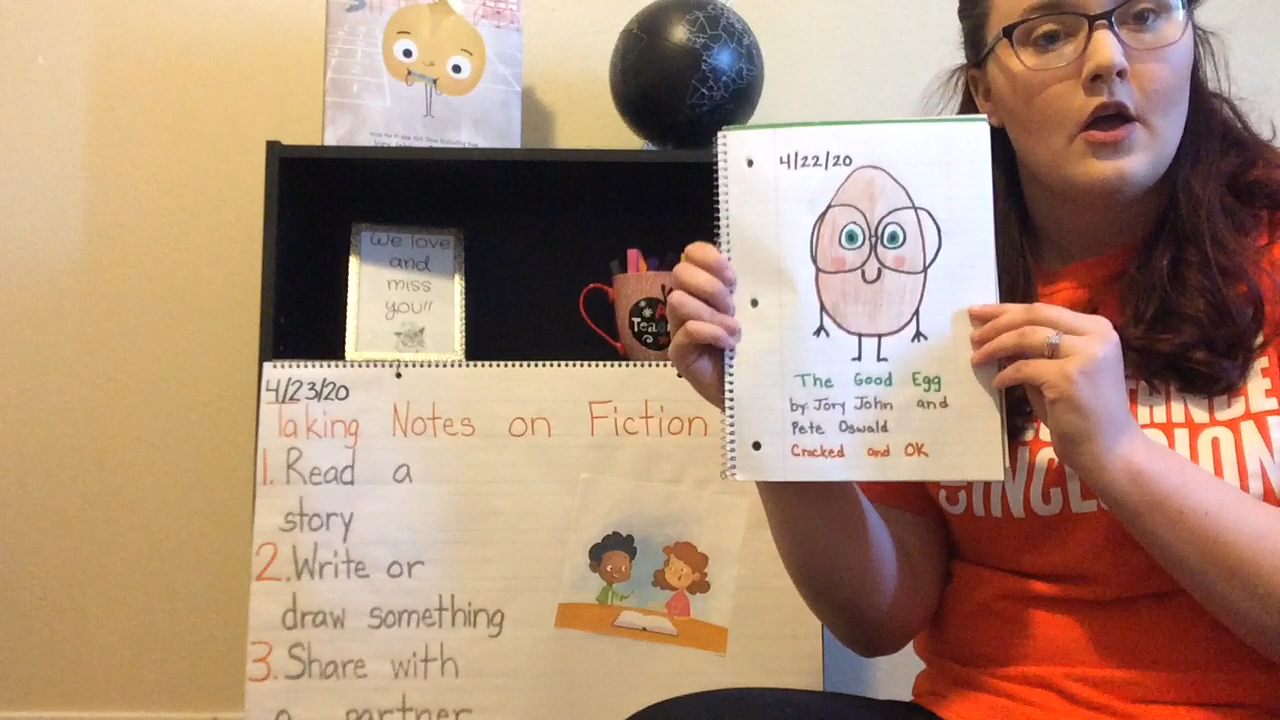 We love
and
miss
you!!
4/23/20
Taking Notes on Fiction
1. Read a
story
2. Write or
draw something
3. Share with
a partner
4/22/20
The Good Egg
by: Jory John and
Pete Oswald
Cracked and OK